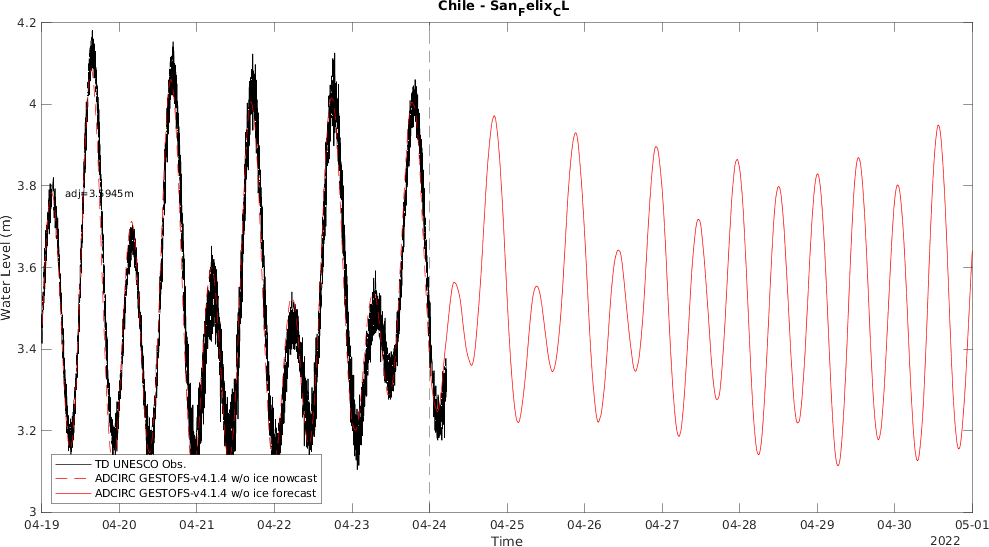 Chile - SanFelixCL
4.2
4
3.8
3.6
3.4
3.2
3
Water Level (m)
adj=3.5945m
TD UNESCO Obs.
ADCIRC GESTOFS-v4.1.4 w/o ice nowcast
ADCIRC GESTOFS-v4.1.4 w/o ice forecast
04-19 04-20 04-21 04-22 04-23 04-24 04-25 04-26 04-27 04-28 04-29 04-30 05-01
Time
2022